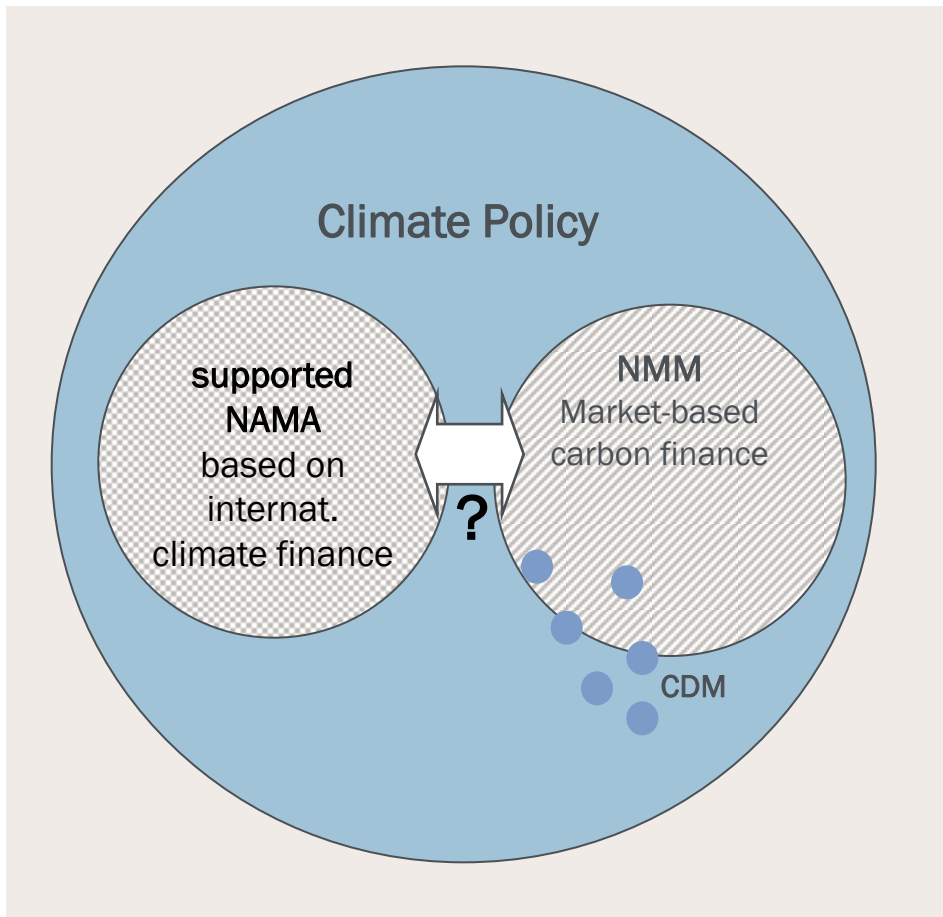 Climate Policy
supported
NAMA
based on
internat.
climate finance
NMM
Market-based
carbon finance
?
CDM